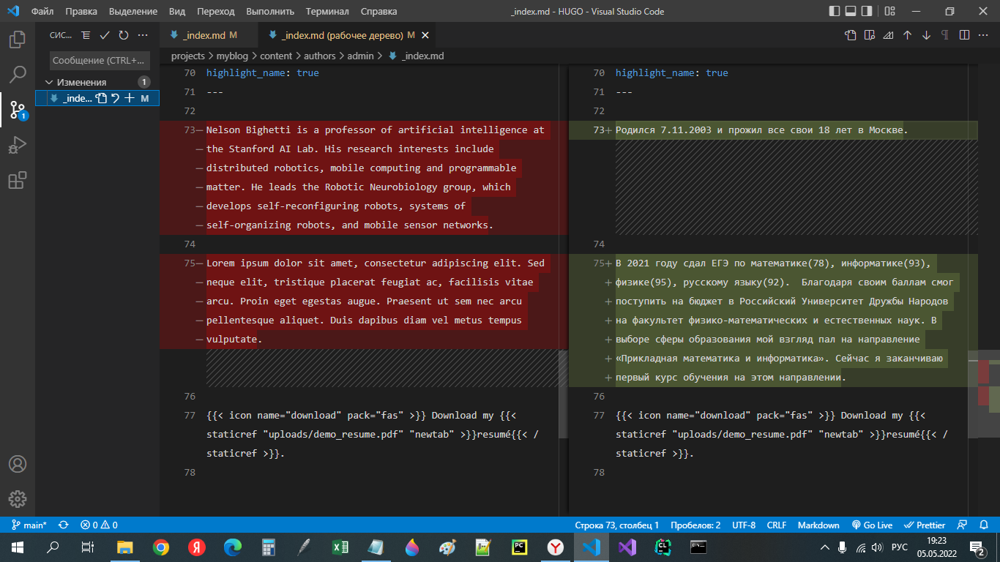 Файл Правка Выделение Вид Переход Выполнить Терминал Справка
_index.md - HUGO - Visual Studio Code
СИС...
_index.md M
_index.md (рабочее дерево) M
Сообщение (CTRL+...
Изменения 1
_inde... M
1
projects > myblog > content > authors > admin > _index.md
70 highlight_name: true
71 ---
72
73— Nelson Bighetti is a professor of artificial intelligence at
— the Stanford AI Lab. His research interests include
— distributed robotics, mobile computing and programmable
— matter. He leads the Robotic Neurobiology group, which
— develops self-reconfiguring robots, systems of
— self-organizing robots, and mobile sensor networks.
74
75— Lorem ipsum dolor sit amet, consectetur adipiscing elit. Sed
— neque elit, tristique placerat feugiat ac, facilisis vitae
— arcu. Proin eget egestas augue. Praesent ut sem nec arcu
— pellentesque aliquet. Duis dapibus diam vel metus tempus
— vulputate.
76
77 {{< icon name="download" pack="fas" >}} Download my {{<
staticref "uploads/demo_resume.pdf" "newtab" >}}resumé{{< /
staticref >}}.
78
70 highlight_name: true
71 ---
72
73+ Родился 7.11.2003 и прожил все свои 18 лет в Москве.
74
75+ В 2021 году сдал ЕГЭ по математике(78), информатике(93),
+ физике(95), русскому языку(92).  Благодаря своим баллам смог
+ поступить на бюджет в Российский Университет Дружбы Народов
+ на факультет физико-математических и естественных наук. В
+ выборе сферы образования мой взгляд пал на направление
+ «Прикладная математика и информатика». Сейчас я заканчиваю
+ первый курс обучения на этом направлении.
76
77 {{< icon name="download" pack="fas" >}} Download my {{<
staticref "uploads/demo_resume.pdf" "newtab" >}}resumé{{< /
staticref >}}.
78
main* 0 0
Строка 73, столбец 1 Пробелов: 2 UTF-8 CRLF Markdown Go Live Prettier
РУС
19:23
05.05.2022
2